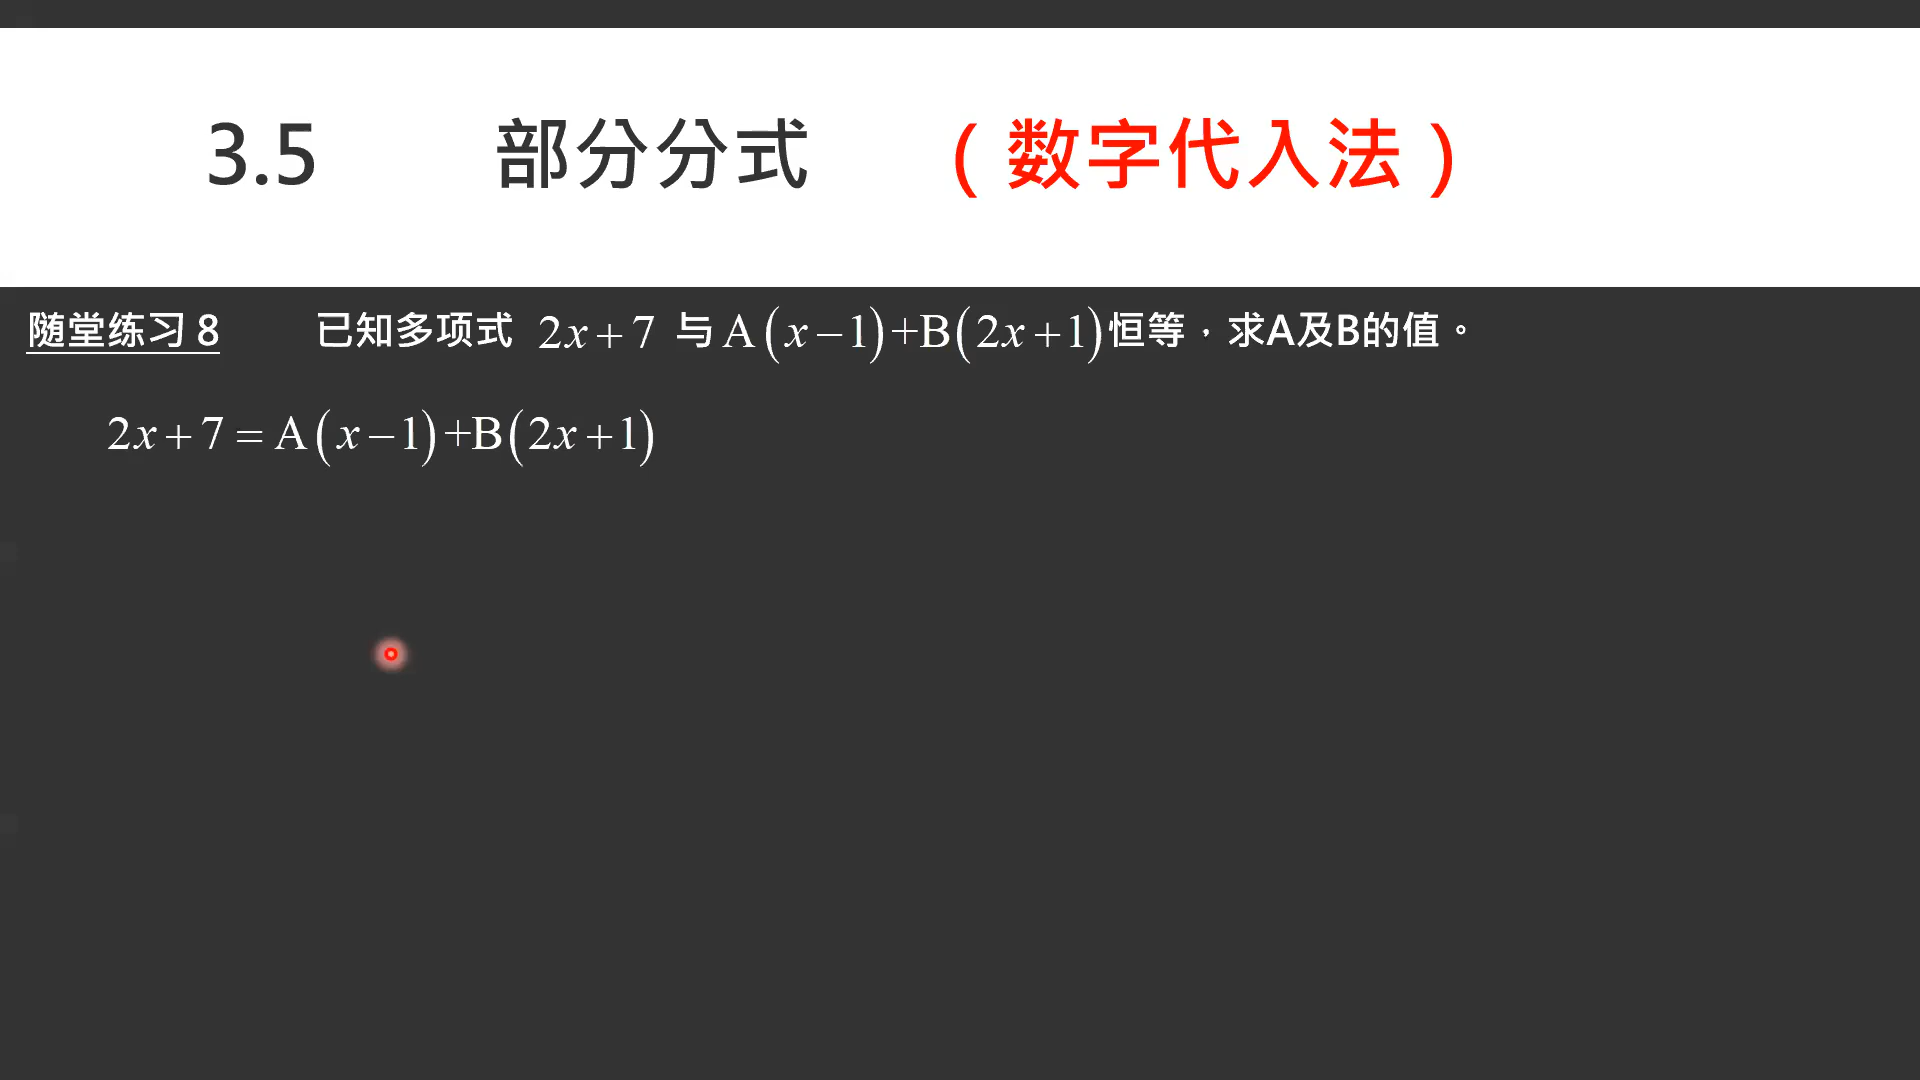 3.5 部分分式 （数字代入法）
随堂练习 8 已知多项式 2x+7 与 A(x−1)+B(2x+1)恒等，求A及B的值。
2x+7=A(x−1)+B(2x+1)